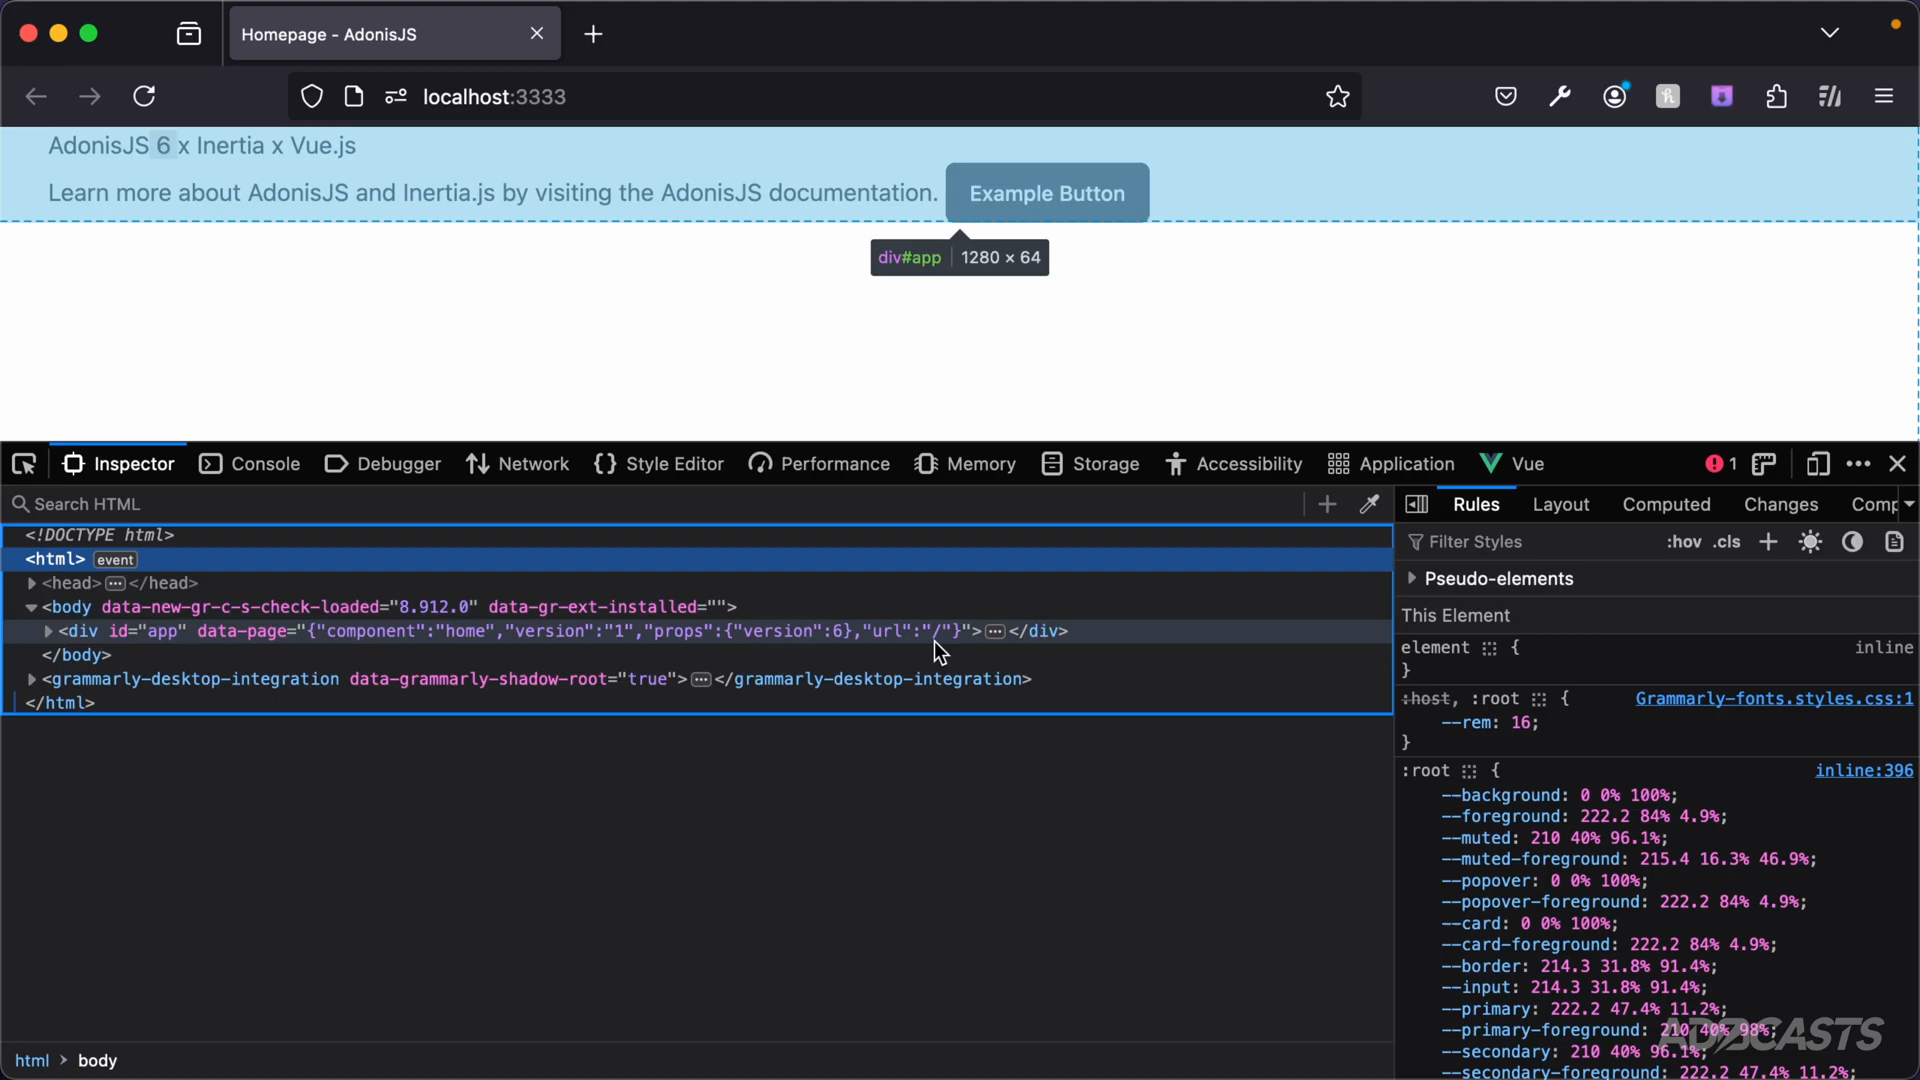 Homepage - AdonisJS
localhost:3333
AdonisJS 6 x Inertia x Vue.js
Learn more about AdonisJS and Inertia.js by visiting the AdonisJS documentation. Example Button
div#app 1280 × 64
Inspector Console Debugger Network Style Editor Performance Memory Storage Accessibility Application Vue 1
Search HTML
Rules Layout Computed Changes Comp
<!DOCTYPE html>
<html> event
<head> </head>
<body data-new-gr-c-s-check-loaded="8.912.0" data-gr-ext-installed="">
<div id="app" data-page="{"component":"home","version":"1","props":{"version":6},"url":"/"}"> </div>
</body>
<grammarly-desktop-integration data-grammarly-shadow-root="true"> </grammarly-desktop-integration>
</html>
html > body
Filter Styles :hov .cls
Pseudo-elements
This Element
element { inline
}
:host, :root { Grammarly-fonts.styles.css:1
--rem: 16;
}
:root { inline:396
--background: 0 0% 100%;
--foreground: 222.2 84% 4.9%;
--muted: 210 40% 96.1%;
--muted-foreground: 215.4 16.3% 46.9%;
--popover: 0 0% 100%;
--popover-foreground: 222.2 84% 4.9%;
--card: 0 0% 100%;
--card-foreground: 222.2 84% 4.9%;
--border: 214.3 31.8% 91.4%;
--input: 214.3 31.8% 91.4%;
--primary: 222.2 47.4% 11.2%;
--primary-foreground: 210 40% 98%;
--secondary: 210 40% 96.1%;
--secondary-foreground: 222.2 47.4% 11.2%;
ADOCASTS